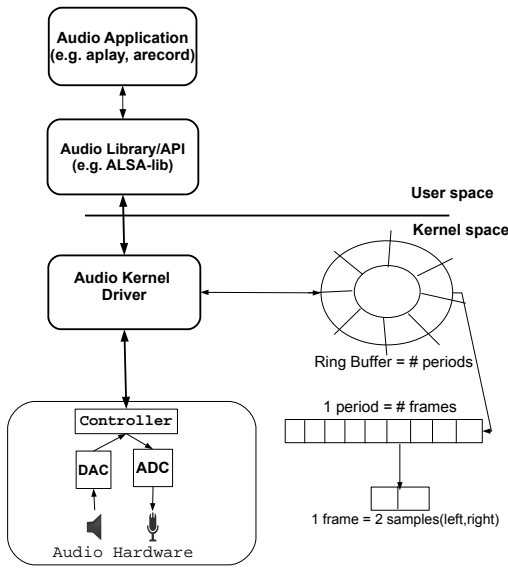 Audio Application
(e.g. aplay, arecord)
Audio Library/API
(e.g. ALSA-lib)
User space
Kernel space
Audio Kernel
Driver
Ring Buffer = # periods
1 period = # frames
Controller
DAC
ADC
1 frame = 2 samples(left,right)
Audio Hardware